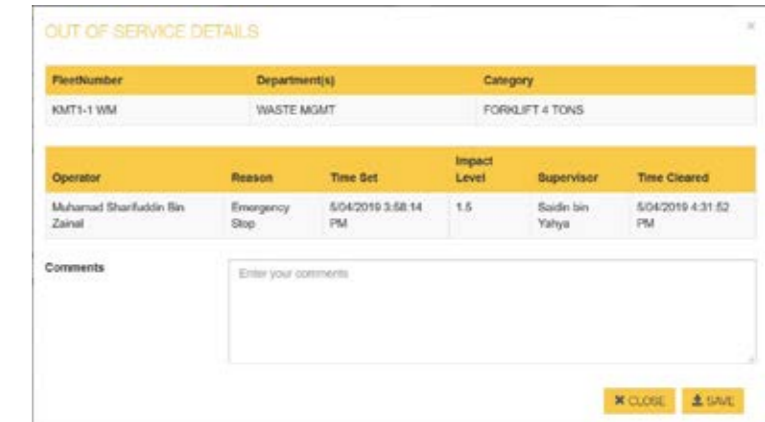 OUT OF SERVICE DETAILS
×
FleetNumber Department(s) Category
KMT1-1 WM WASTE MGMT FORKLIFT 4 TONS
Operator Reason Time Set Impact Level Supervisor Time Cleared
Muhamad Sharifuddin Bin Zainal Emergency Stop 5/04/2019 3:58:14 PM 1.5 Saidin bin Yahya 5/04/2019 4:31:52 PM
Comments Enter your comments
CLOSE SAVE